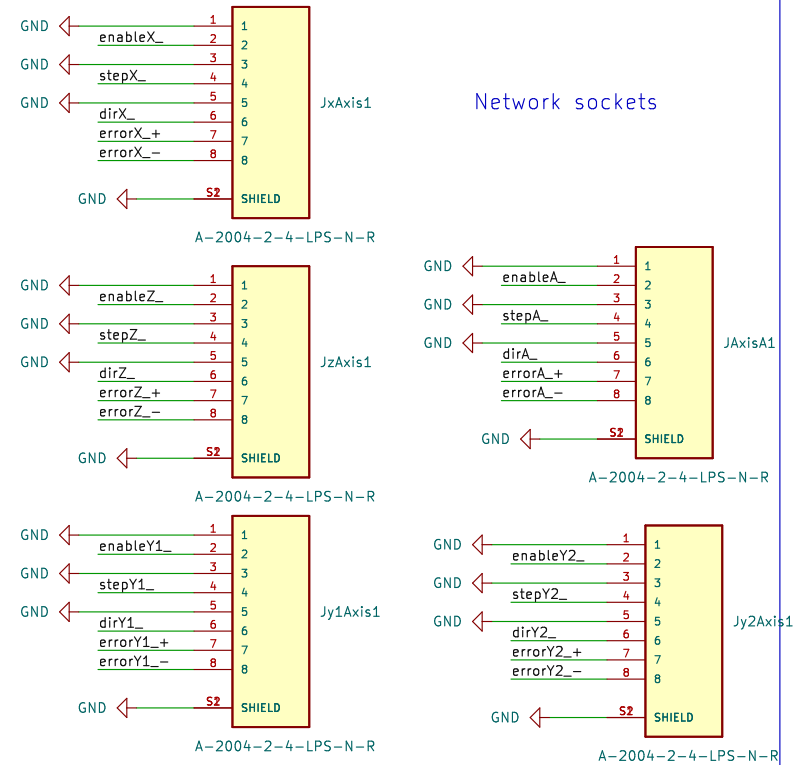 GND 1 1
enableX_ 2 2
GND 3 3
stepX_ 4 4
GND 5 5 JxAxis1
dirX_ 6 6
errorX_+ 7 7
errorX_- 8 8
GND SHIELD
A-2004-2-4-LPS-N-R
Network sockets
GND 1 1
enableZ_ 2 2
GND 3 3
stepZ_ 4 4
GND 5 5 JzAxis1
dirZ_ 6 6
errorZ_+ 7 7
errorZ_- 8 8
GND SHIELD
A-2004-2-4-LPS-N-R
GND 1 1
enableA_ 2 2
GND 3 3
stepA_ 4 4
GND 5 5 JAxisA1
dirA_ 6 6
errorA_+ 7 7
errorA_- 8 8
GND SHIELD
A-2004-2-4-LPS-N-R
GND 1 1
enableY1_ 2 2
GND 3 3
stepY1_ 4 4
GND 5 5 Jy1Axis1
dirY1_ 6 6
errorY1_+ 7 7
errorY1_- 8 8
GND SHIELD
A-2004-2-4-LPS-N-R
GND 1 1
enableY2_ 2 2
GND 3 3
stepY2_ 4 4
GND 5 5 Jy2Axis1
dirY2_ 6 6
errorY2_+ 7 7
errorY2_- 8 8
GND SHIELD
A-2004-2-4-LPS-N-R